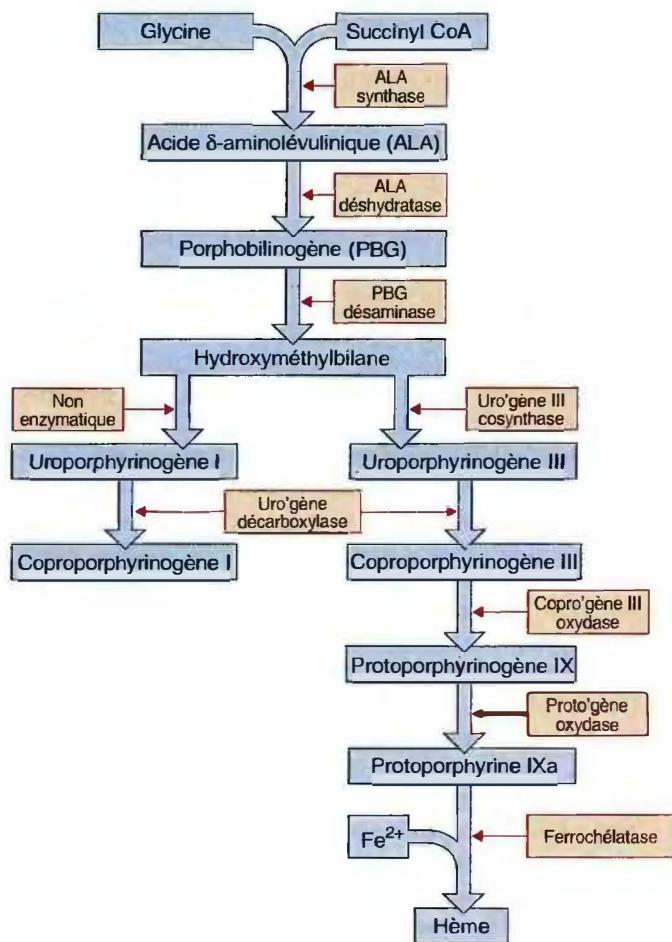 Glycine
Succinyl CoA
ALA
synthase
Acide δ-aminolévulinique (ALA)
ALA
déshydratase
Porphobilinogène (PBG)
PBG
désaminase
Hydroxyméthylbilane
Non
enzymatique
Uro'gène III
cosynthase
Uroporphyrinogène I
Uroporphyrinogène III
Uro'gène
décarboxylase
Coproporphyrinogène I
Coproporphyrinogène III
Copro'gène III
oxydase
Protoporphyrinogène IX
Proto'gène
oxydase
Protoporphyrine IXa
Fe²⁺
Ferrochélatase
Hème